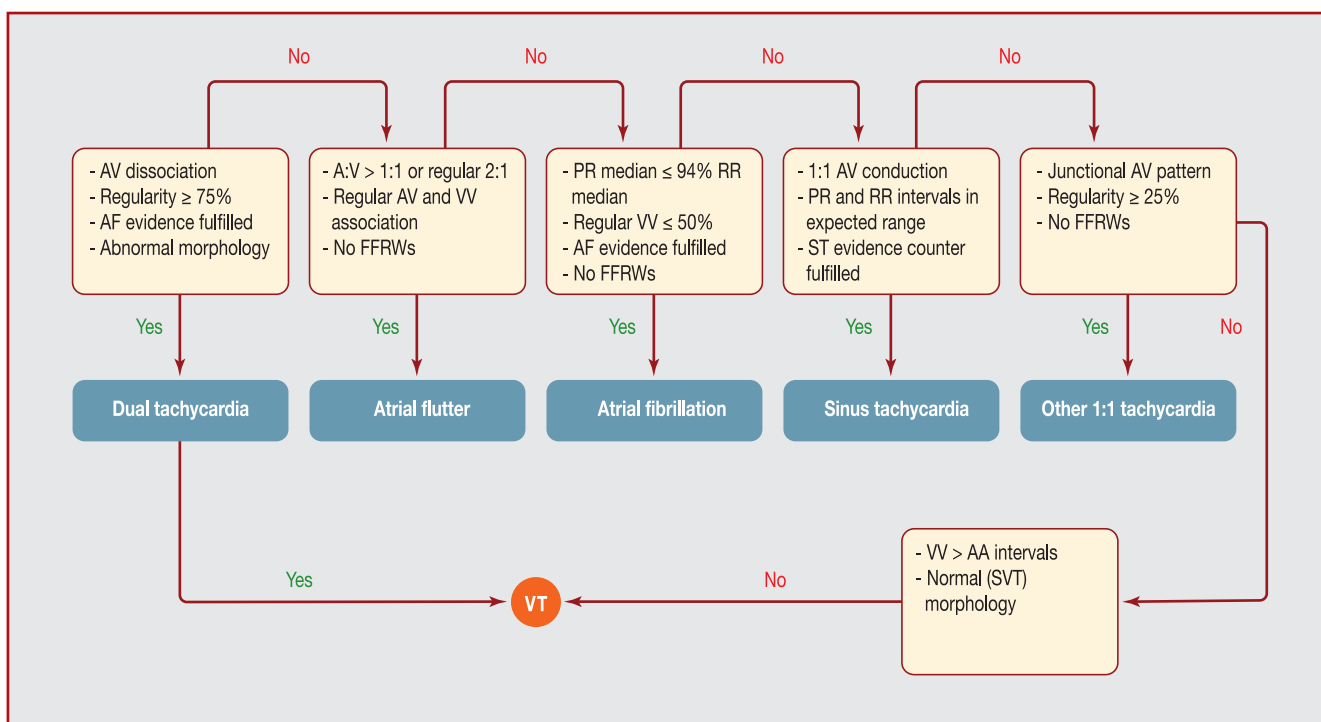 No
No
No
No
- AV dissociation
- Regularity ≥ 75%
- AF evidence fulfilled
- Abnormal morphology
- A:V > 1:1 or regular 2:1
- Regular AV and VV
association
- No FFRWs
- PR median ≤ 94% RR
median
- Regular VV ≤ 50%
- AF evidence fulfilled
- No FFRWs
- 1:1 AV conduction
- PR and RR intervals in
expected range
- ST evidence counter
fulfilled
- Junctional AV pattern
- Regularity ≥ 25%
- No FFRWs
Yes
Yes
Yes
Yes
Yes
No
Dual tachycardia
Atrial flutter
Atrial fibrillation
Sinus tachycardia
Other 1:1 tachycardia
Yes
VT
No
- VV > AA intervals
- Normal (SVT)
morphology